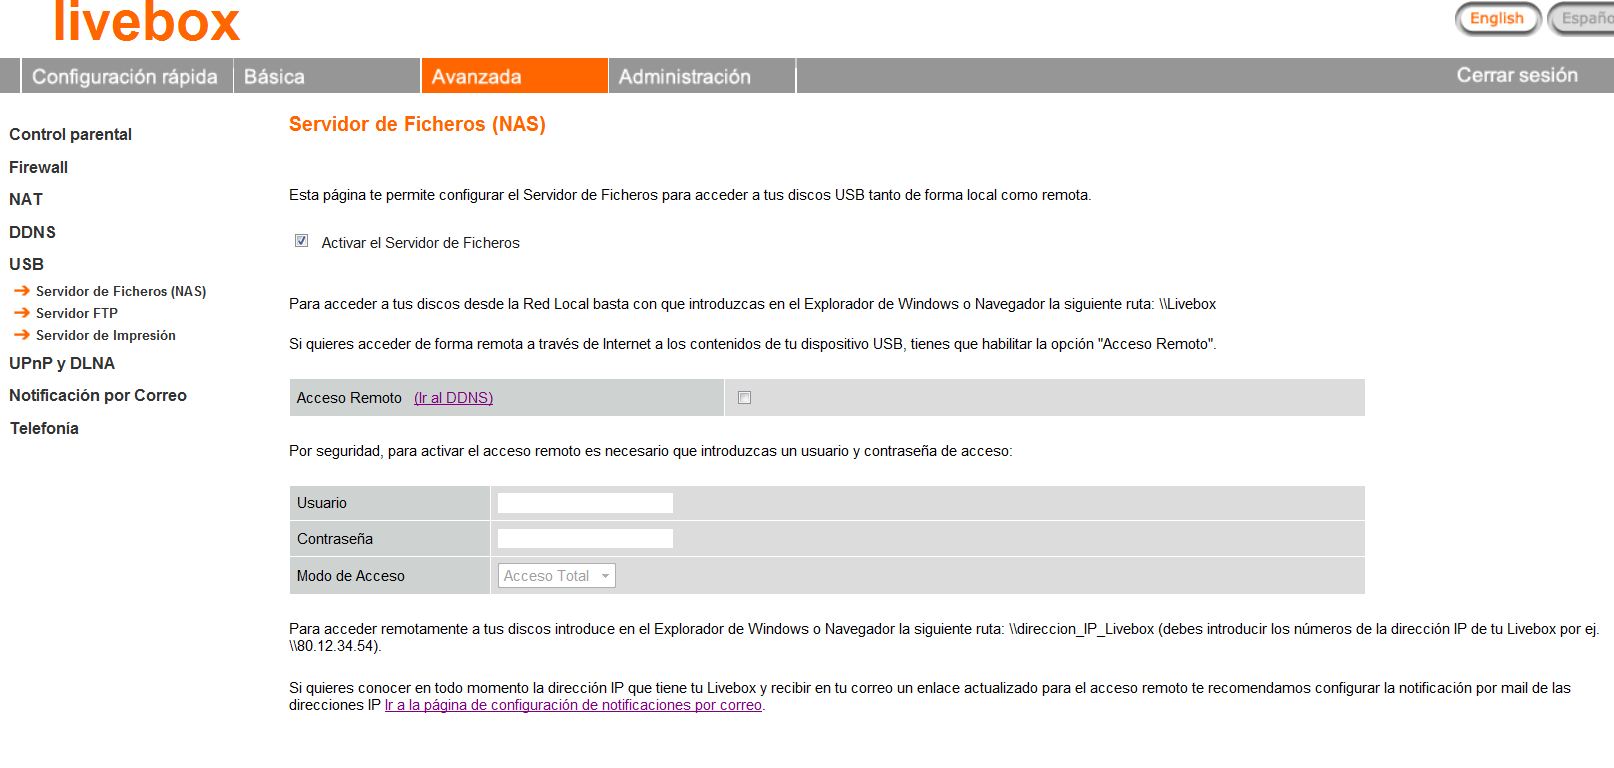 livebox
English
Españo
Configuración rápida
Básica
Avanzada
Administración
Cerrar sesión
Control parental
Firewall
NAT
DDNS
USB
Servidor de Ficheros (NAS)
Servidor FTP
Servidor de Impresión
UPnP y DLNA
Notificación por Correo
Telefonía
Servidor de Ficheros (NAS)
Esta página te permite configurar el Servidor de Ficheros para acceder a tus discos USB tanto de forma local como remota.
Activar el Servidor de Ficheros
Para acceder a tus discos desde la Red Local basta con que introduzcas en el Explorador de Windows o Navegador la siguiente ruta: \\Livebox
Si quieres acceder de forma remota a través de Internet a los contenidos de tu dispositivo USB, tienes que habilitar la opción "Acceso Remoto".
Acceso Remoto (Ir al DDNS)
Por seguridad, para activar el acceso remoto es necesario que introduzcas un usuario y contraseña de acceso:
Usuario
Contraseña
Modo de Acceso Acceso Total
Para acceder remotamente a tus discos introduce en el Explorador de Windows o Navegador la siguiente ruta: \\direccion_IP_Livebox (debes introducir los números de la dirección IP de tu Livebox por ej.
\\80.12.34.54).
Si quieres conocer en todo momento la dirección IP que tiene tu Livebox y recibir en tu correo un enlace actualizado para el acceso remoto te recomendamos configurar la notificación por mail de las
direcciones IP Ir a la página de configuración de notificaciones por correo.